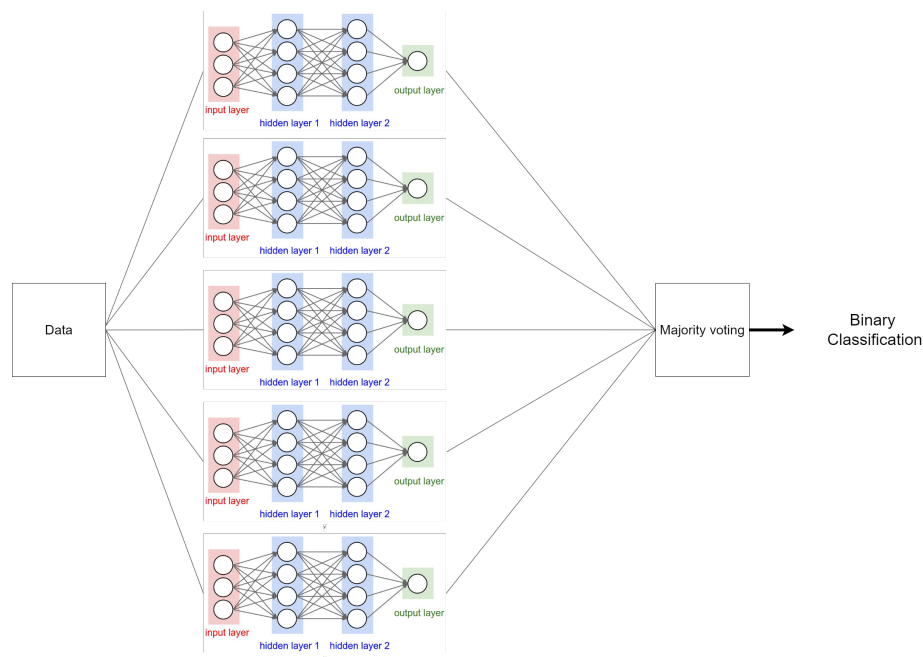 input layer
hidden layer 1
hidden layer 2
output layer
input layer
hidden layer 1
hidden layer 2
output layer
Data
input layer
hidden layer 1
hidden layer 2
output layer
Majority voting
Binary
Classification
input layer
hidden layer 1
hidden layer 2
output layer
input layer
hidden layer 1
hidden layer 2
output layer